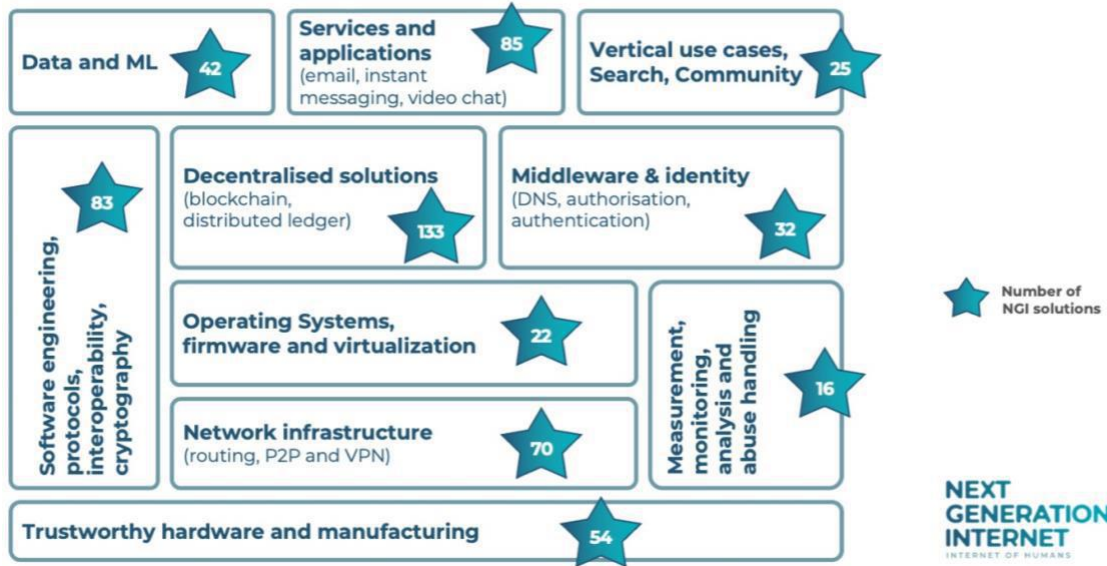 Data and ML
42
Services and
applications
(email, instant
messaging, video chat)
85
Vertical use cases,
Search, Community
25
Software engineering,
protocols,
interoperability,
cryptography
83
Decentralised solutions
(blockchain,
distributed ledger)
133
Middleware & identity
(DNS, authorisation,
authentication)
32
Operating Systems,
firmware and virtualization
22
Measurement,
monitoring,
analysis and
abuse handling
16
Network infrastructure
(routing, P2P and VPN)
70
Trustworthy hardware and manufacturing
54
Number of
NGI solutions
NEXT
GENERATION
INTERNET
INTERNET OF HUMANS